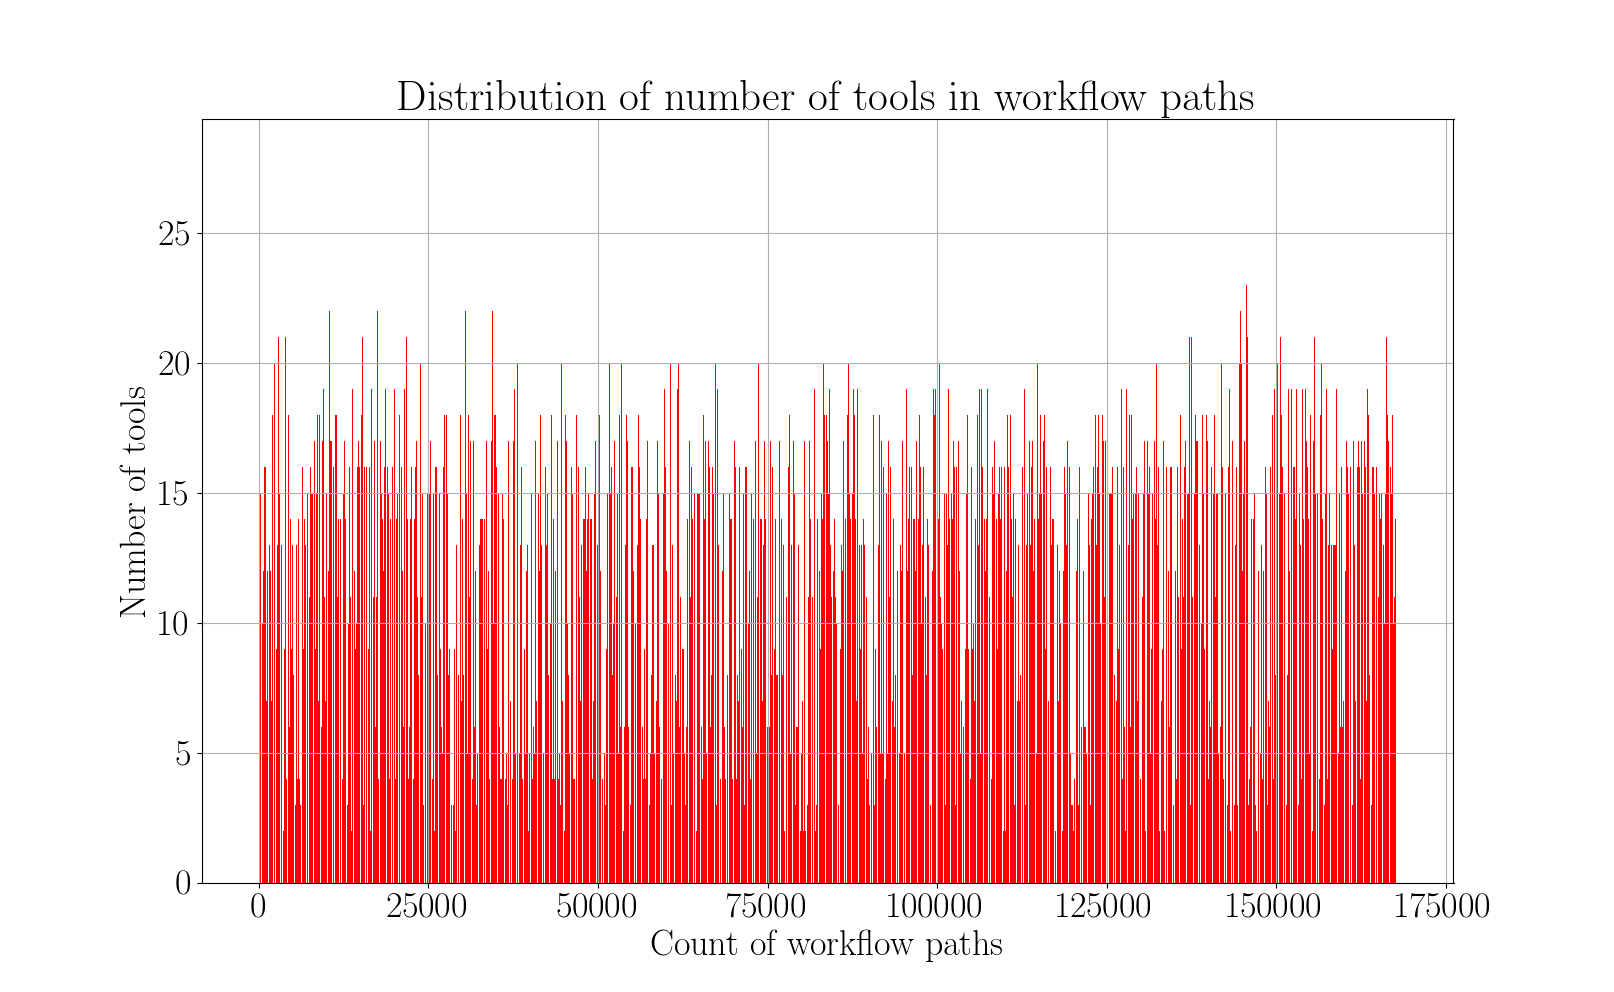 Distribution of number of tools in workflow paths
Number of tools
25
20
15
10
5
0
0 25000 50000 75000 100000 125000 150000 175000
Count of workflow paths